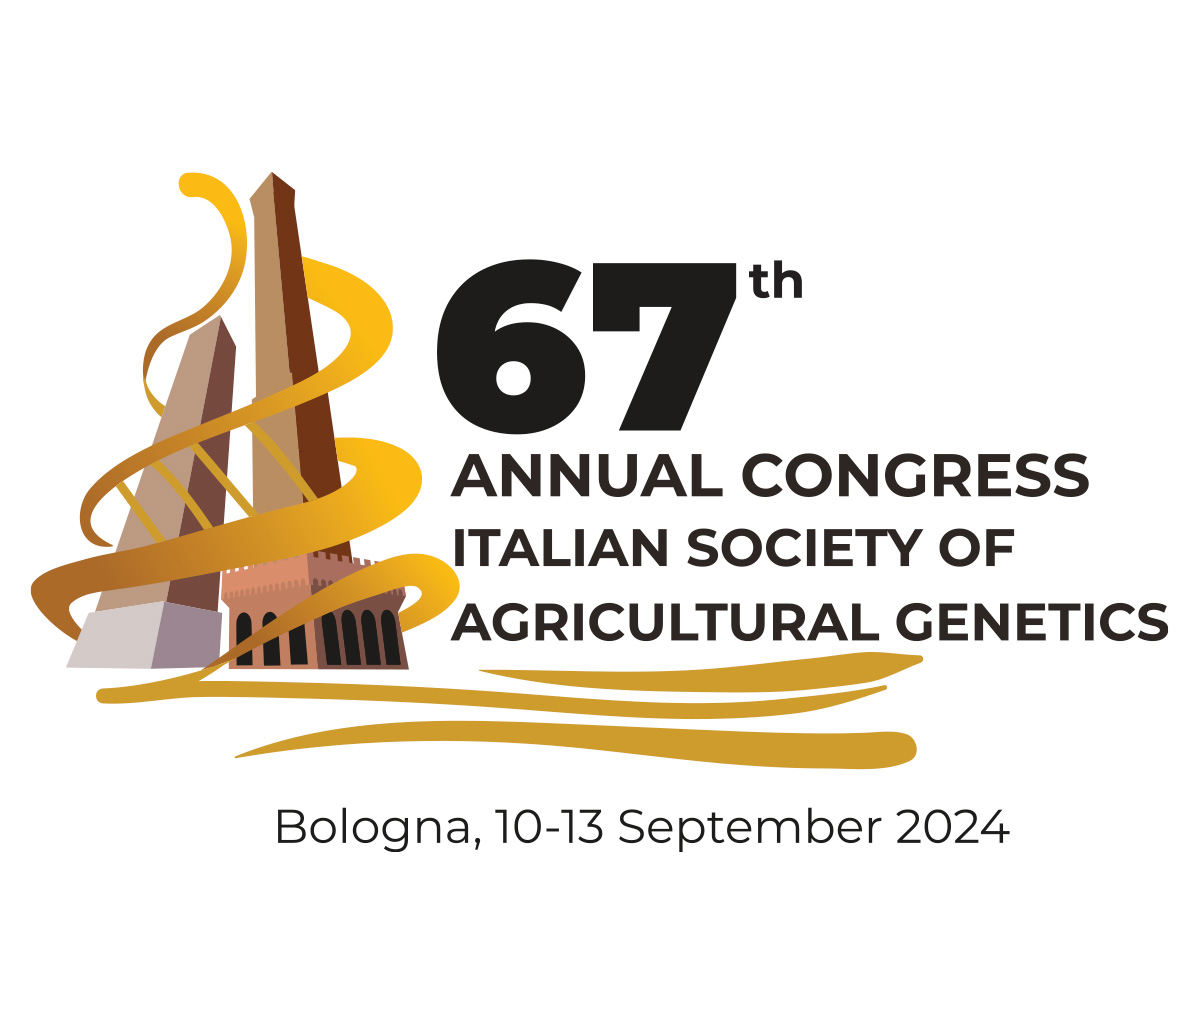 67th
ANNUAL CONGRESS
ITALIAN SOCIETY OF
AGRICULTURAL GENETICS
Bologna, 10-13 September 2024